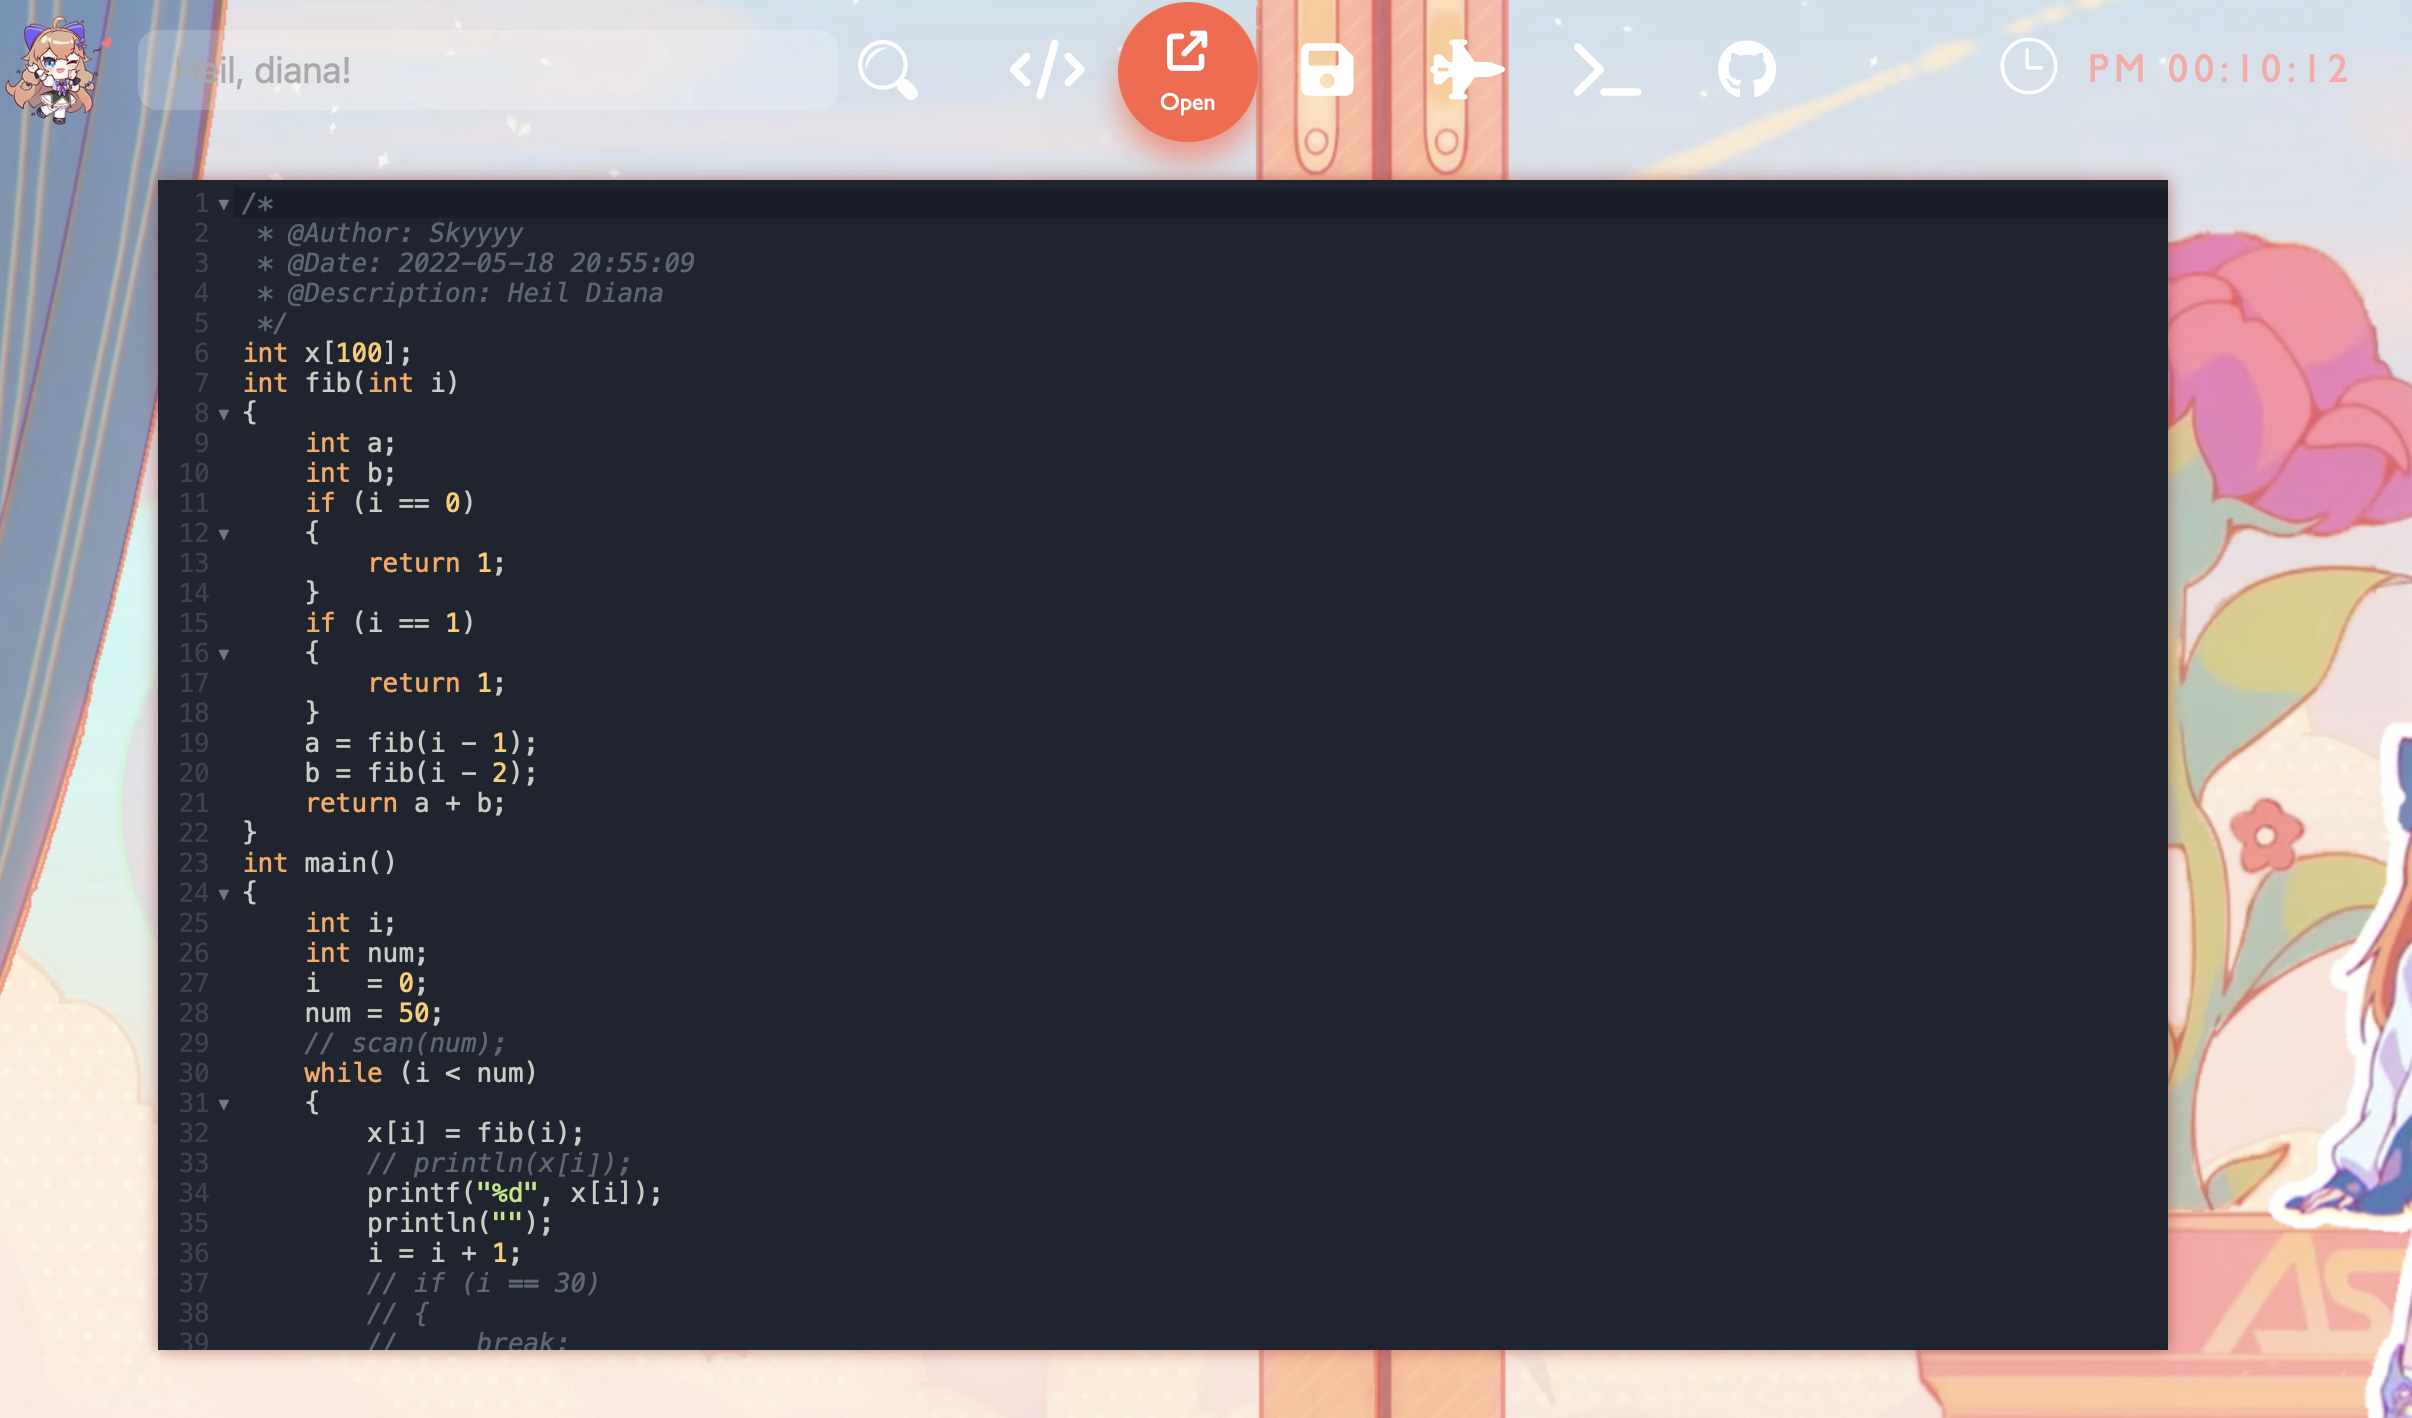 Heil, diana!
Open
PM 00:10:12
1 /*
2  * @Author: Skyyyy
3  * @Date: 2022-05-18 20:55:09
4  * @Description: Heil Diana
5  */
6 int x[100];
7 int fib(int i)
8 {
9     int a;
10     int b;
11     if (i == 0)
12     {
13         return 1;
14     }
15     if (i == 1)
16     {
17         return 1;
18     }
19     a = fib(i - 1);
20     b = fib(i - 2);
21     return a + b;
22 }
23 int main()
24 {
25     int i;
26     int num;
27     i   = 0;
28     num = 50;
29     // scan(num);
30     while (i < num)
31     {
32         x[i] = fib(i);
33         // println(x[i]);
34         printf("%d", x[i]);
35         println("");
36         i = i + 1;
37         // if (i == 30)
38         // {
39         //     break;
AS